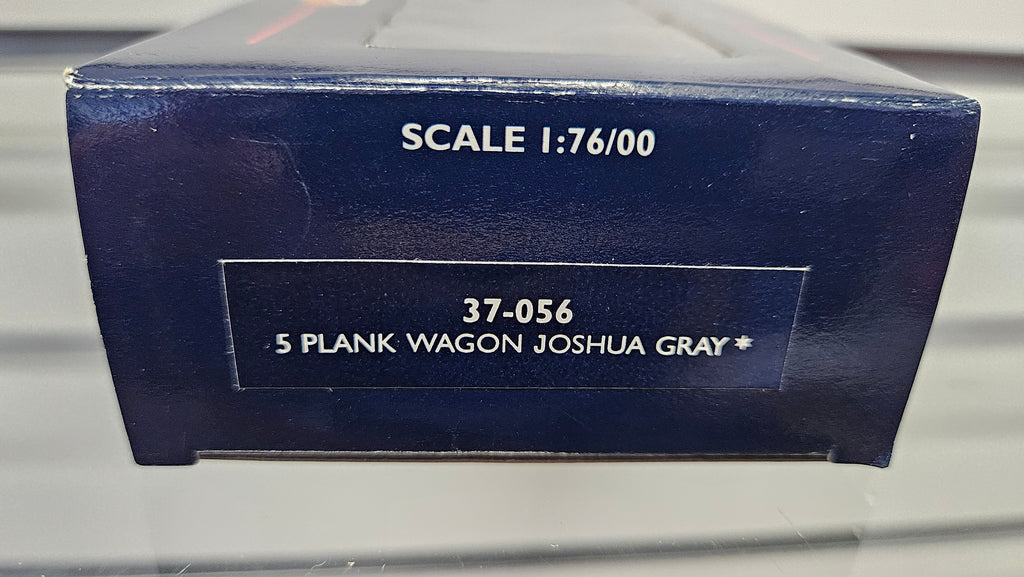 SCALE 1:76/00
37-056
5 PLANK WAGON JOSHUA GRAY*